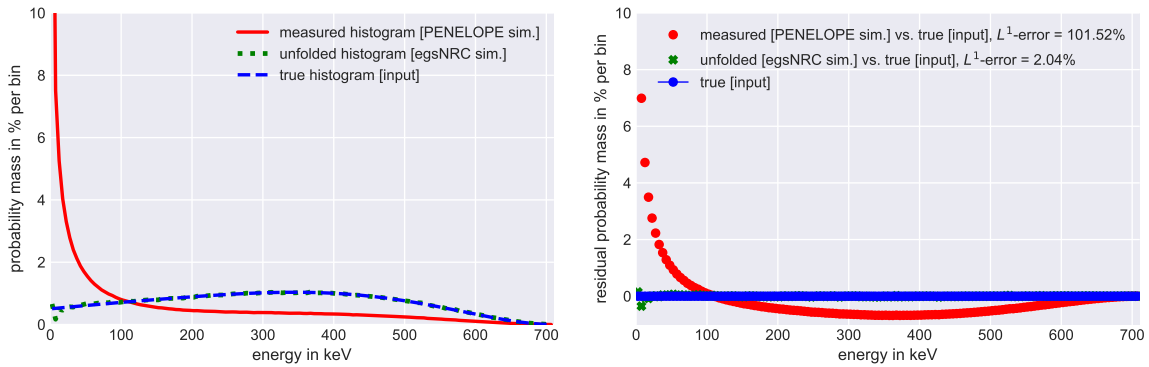 probability mass in % per bin
10
8
6
4
2
0
0 100 200 300 400 500 600 700
energy in keV
measured histogram [PENELOPE sim.]
unfolded histogram [egsNRC sim.]
true histogram [input]
residual probability mass in % per bin
10
8
6
4
2
0
0 100 200 300 400 500 600 700
energy in keV
measured [PENELOPE sim.] vs. true [input], L¹-error = 101.52%
unfolded [egsNRC sim.] vs. true [input], L¹-error = 2.04%
true [input]